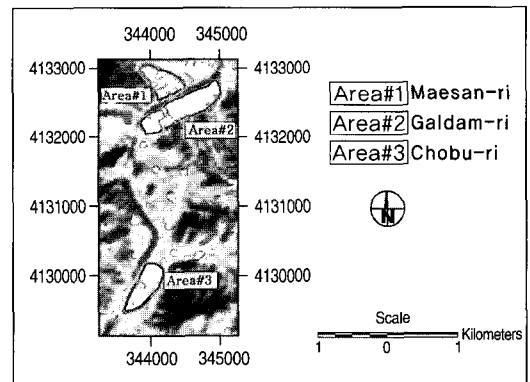 344000 345000
4133000 4133000
Area#1
Area#2
4132000 4132000
4131000 4131000
4130000 4130000
Area#3
344000 345000
Area#1 Maesan-ri
Area#2 Galdam-ri
Area#3 Chobu-ri
N
Scale
Kilometers
1 0 1